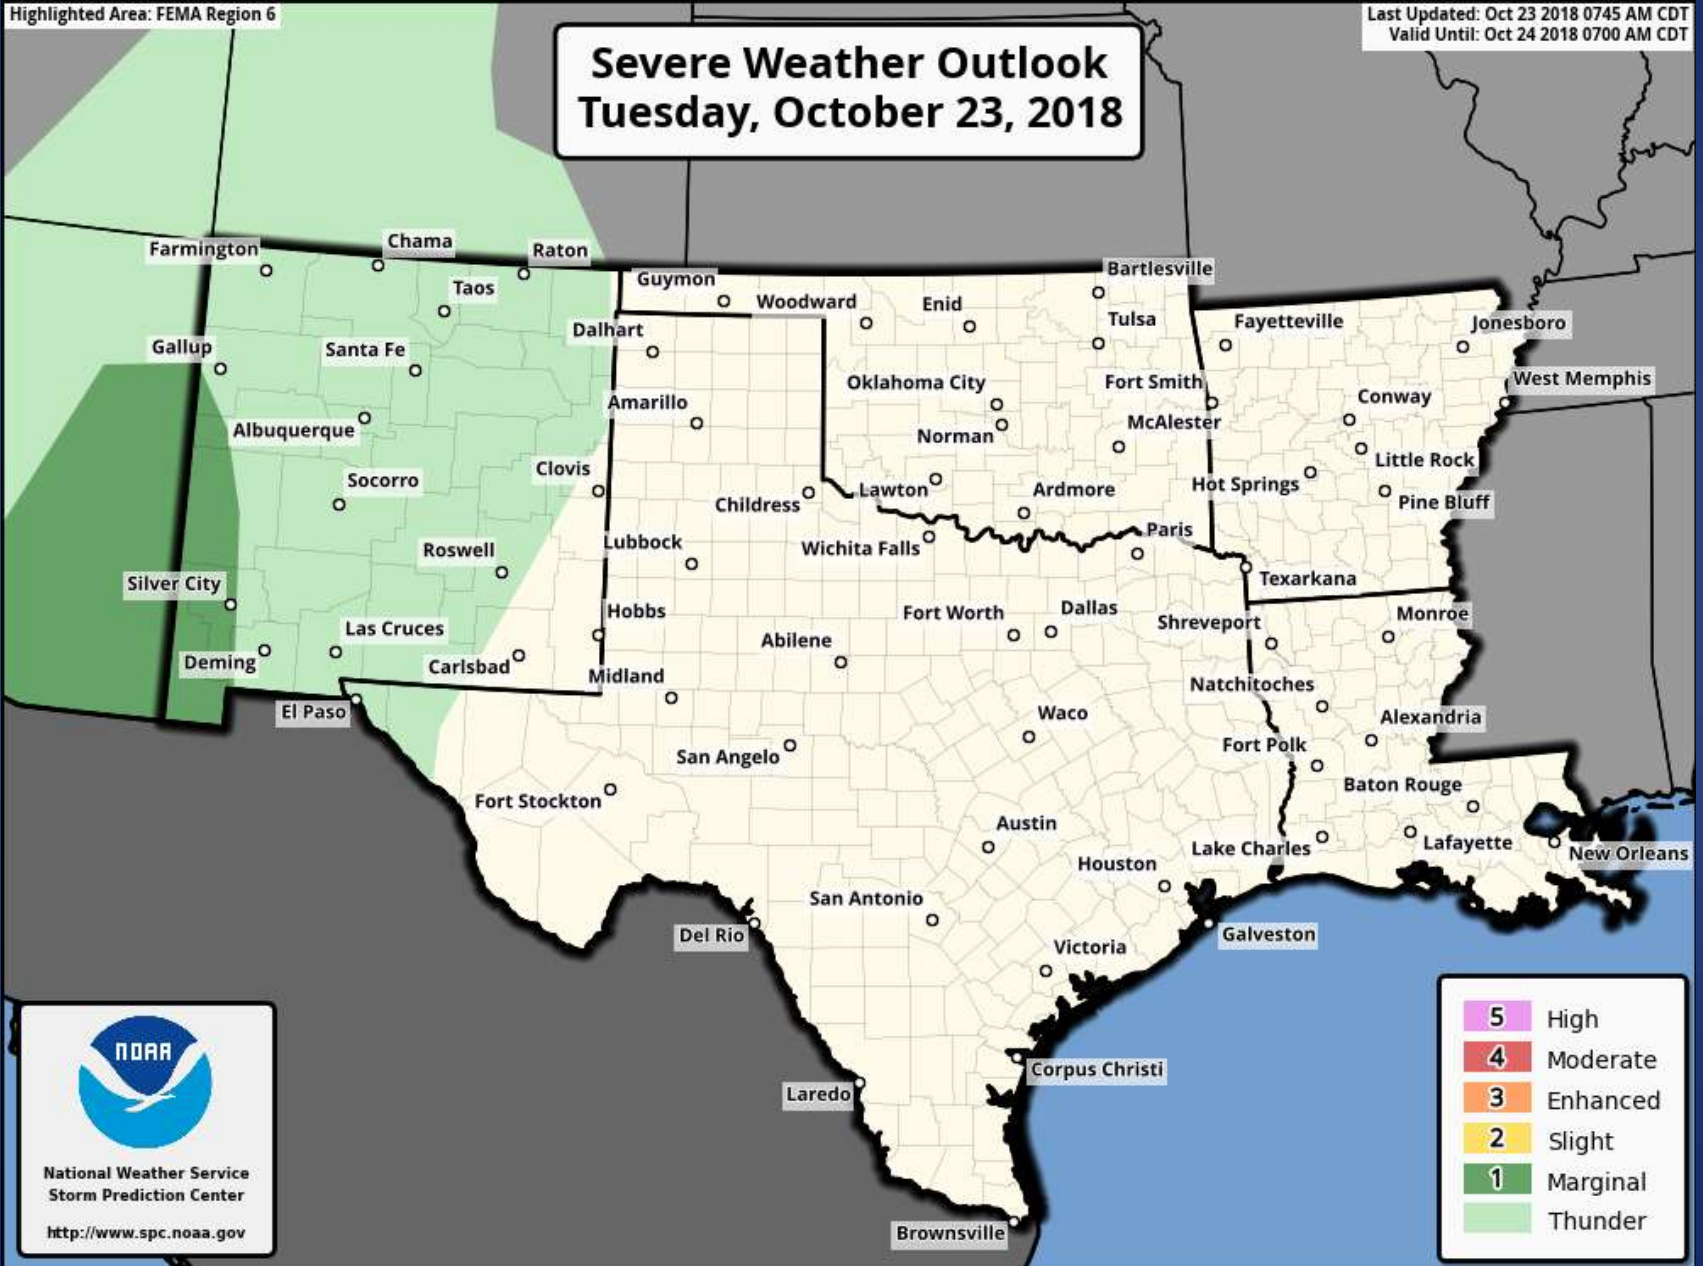 Highlighted Area: FEMA Region 6
Last Updated: Oct 23 2018 0745 AM CDT
Valid Until: Oct 24 2018 0700 AM CDT
Severe Weather Outlook
Tuesday, October 23, 2018
Farmington
Chama
Raton
Taos
Guymon
Woodward
Enid
Bartlesville
Tulsa
Fayetteville
Jonesboro
Gallup
Santa Fe
Dalhart
Oklahoma City
Fort Smith
West Memphis
Conway
Albuquerque
Amarillo
Norman
McAlester
Little Rock
Socorro
Clovis
Childress
Lawton
Ardmore
Hot Springs
Pine Bluff
Roswell
Lubbock
Wichita Falls
Paris
Texarkana
Silver City
Las Cruces
Hobbs
Abilene
Fort Worth
Dallas
Shreveport
Monroe
Deming
Carlsbad
Midland
Natchitoches
El Paso
San Angelo
Waco
Fort Polk
Alexandria
Fort Stockton
Baton Rouge
Austin
Houston
Lake Charles
Lafayette
New Orleans
San Antonio
Del Rio
Victoria
Galveston
Laredo
Corpus Christi
Brownsville
NOAA
National Weather Service
Storm Prediction Center
http://www.spc.noaa.gov
5 High
4 Moderate
3 Enhanced
2 Slight
1 Marginal
Thunder